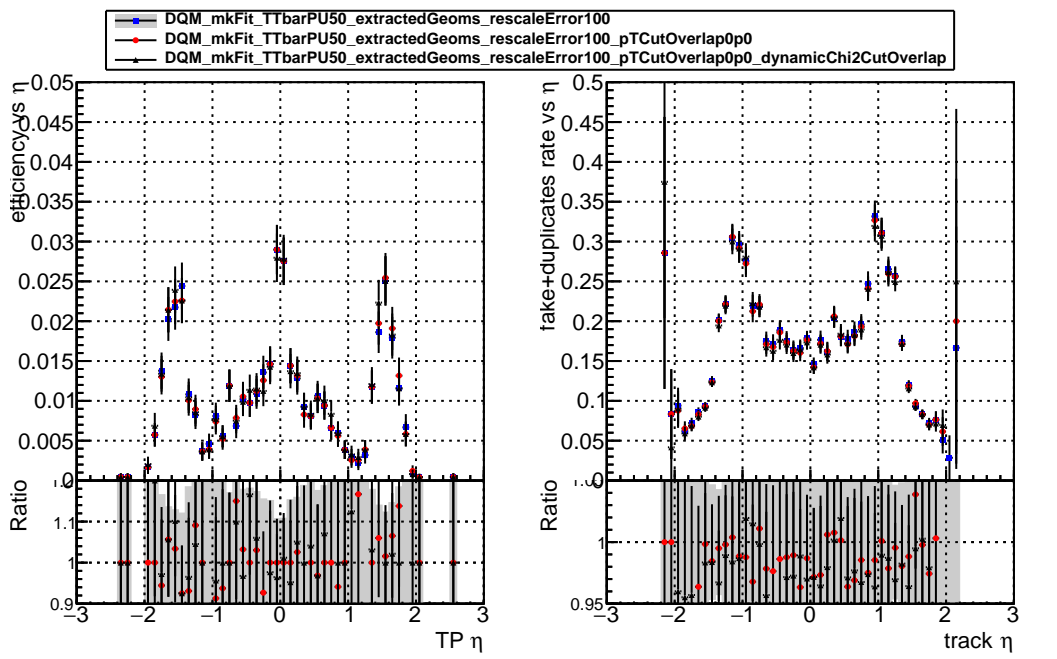 DQM_mkFit_TTbarPU50_extractedGeoms_rescaleError100
DQM_mkFit_TTbarPU50_extractedGeoms_rescaleError100_pTCutOverlap0p0
DQM_mkFit_TTbarPU50_extractedGeoms_rescaleError100_pTCutOverlap0p0_dynamicChi2CutOverlap
efficiency vs η
0.05
0.045
0.04
0.035
0.03
0.025
0.02
0.015
0.01
0.005
0
Ratio
1.1
1
0.9
−3 −2 −1 0 1 2 3
TP η
fake+duplicates rate vs η
0.5
0.45
0.4
0.35
0.3
0.25
0.2
0.15
0.1
0.05
0
Ratio
1
0.95
−3 −2 −1 0 1 2 3
track η